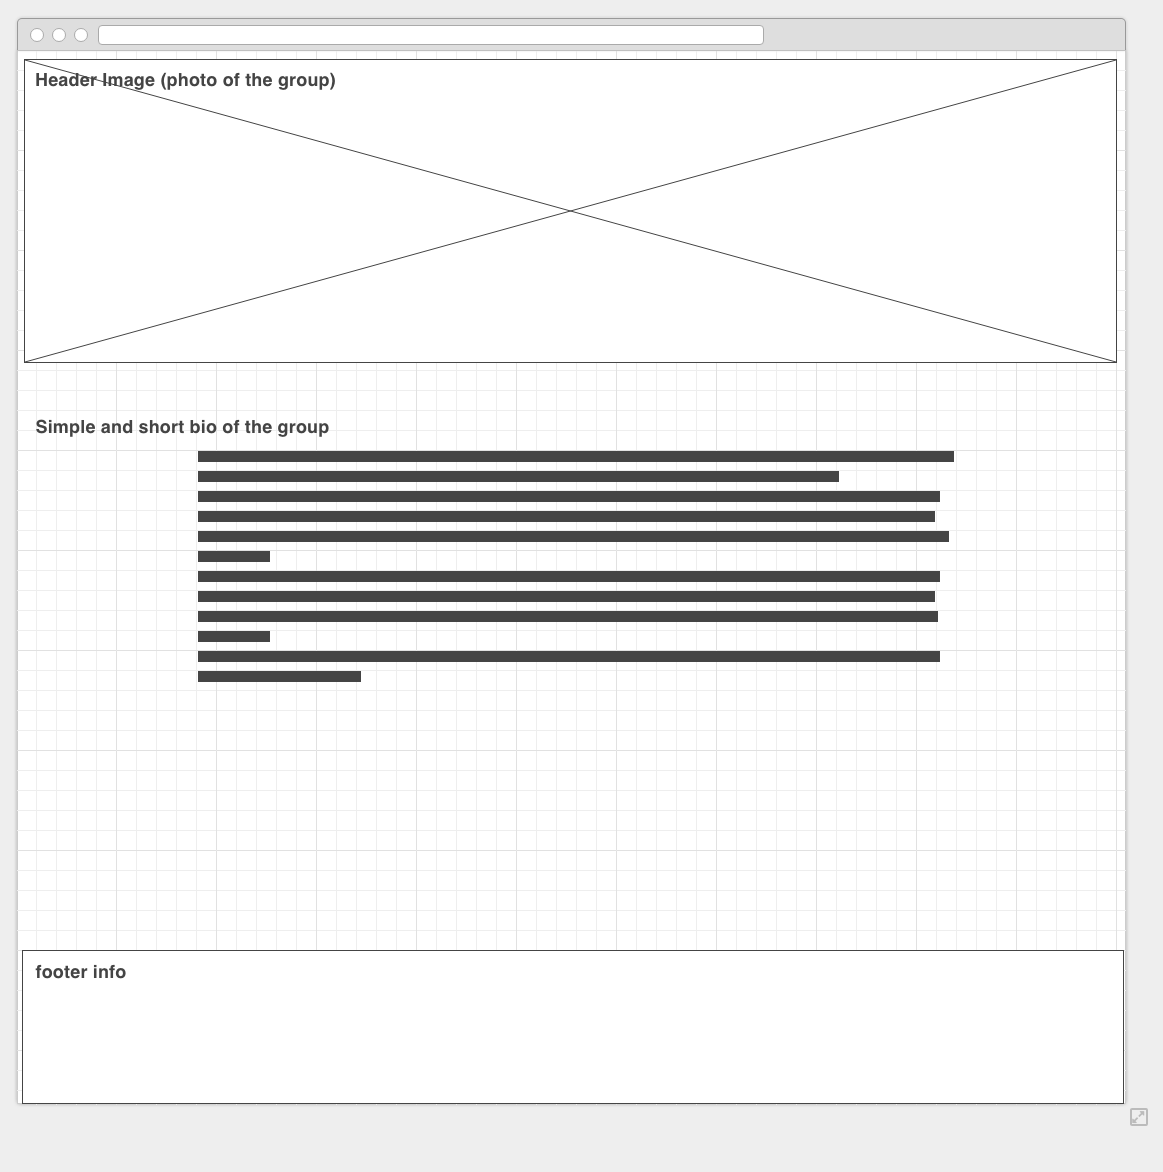 Header Image (photo of the group)
Simple and short bio of the group
footer info